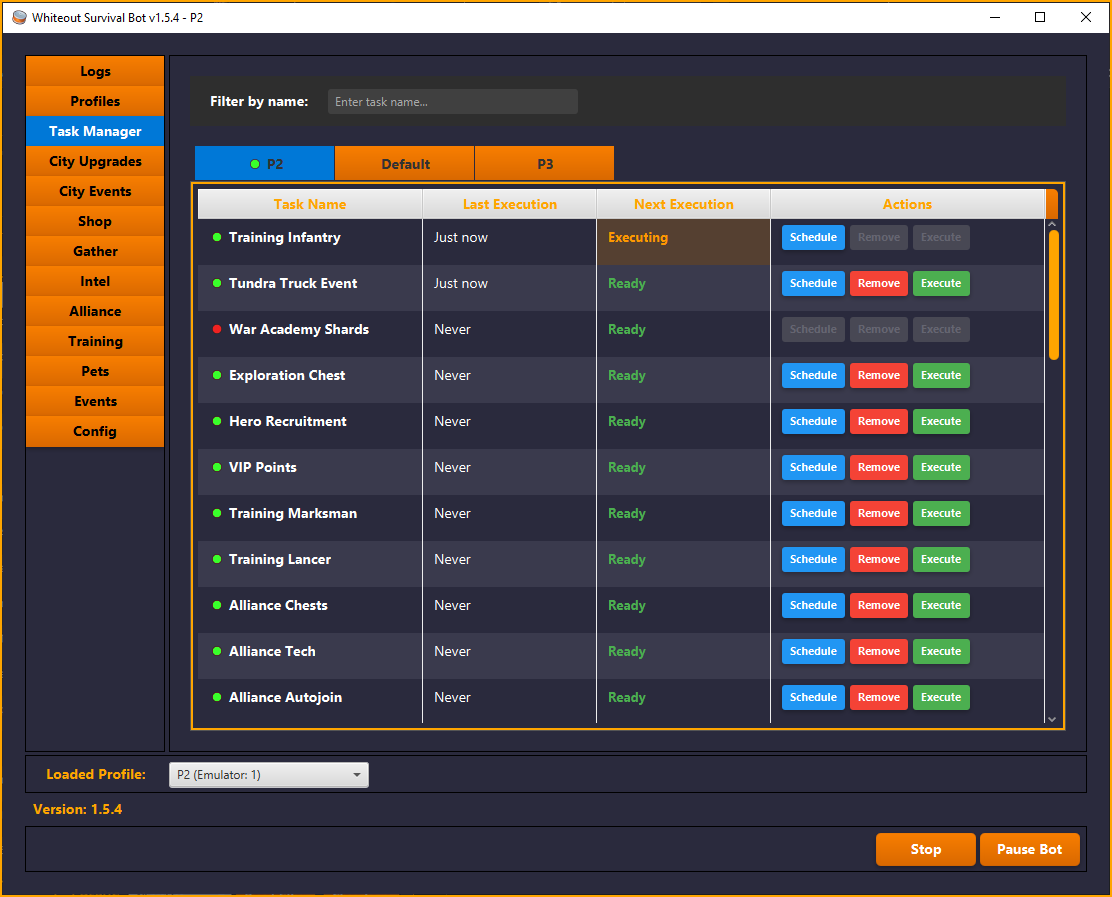 Whiteout Survival Bot v1.5.4 - P2
Logs
Profiles
Task Manager
City Upgrades
City Events
Shop
Gather
Intel
Alliance
Training
Pets
Events
Config
Filter by name: Enter task name...
P2 Default P3
Task Name Last Execution Next Execution Actions
Training Infantry Just now Executing Schedule Remove Execute
Tundra Truck Event Just now Ready Schedule Remove Execute
War Academy Shards Never Ready Schedule Remove Execute
Exploration Chest Never Ready Schedule Remove Execute
Hero Recruitment Never Ready Schedule Remove Execute
VIP Points Never Ready Schedule Remove Execute
Training Marksman Never Ready Schedule Remove Execute
Training Lancer Never Ready Schedule Remove Execute
Alliance Chests Never Ready Schedule Remove Execute
Alliance Tech Never Ready Schedule Remove Execute
Alliance Autojoin Never Ready Schedule Remove Execute
Loaded Profile: P2 (Emulator: 1)
Version: 1.5.4
Stop Pause Bot